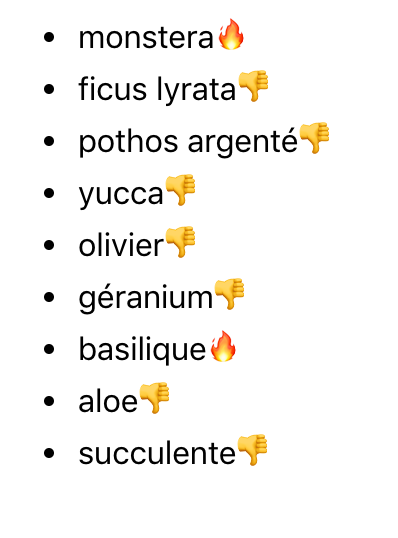 • monstera🔥
• ficus lyrata👎
• pothos argenté👎
• yucca👎
• olivier👎
• géranium👎
• basilique🔥
• aloe👎
• succulente👎